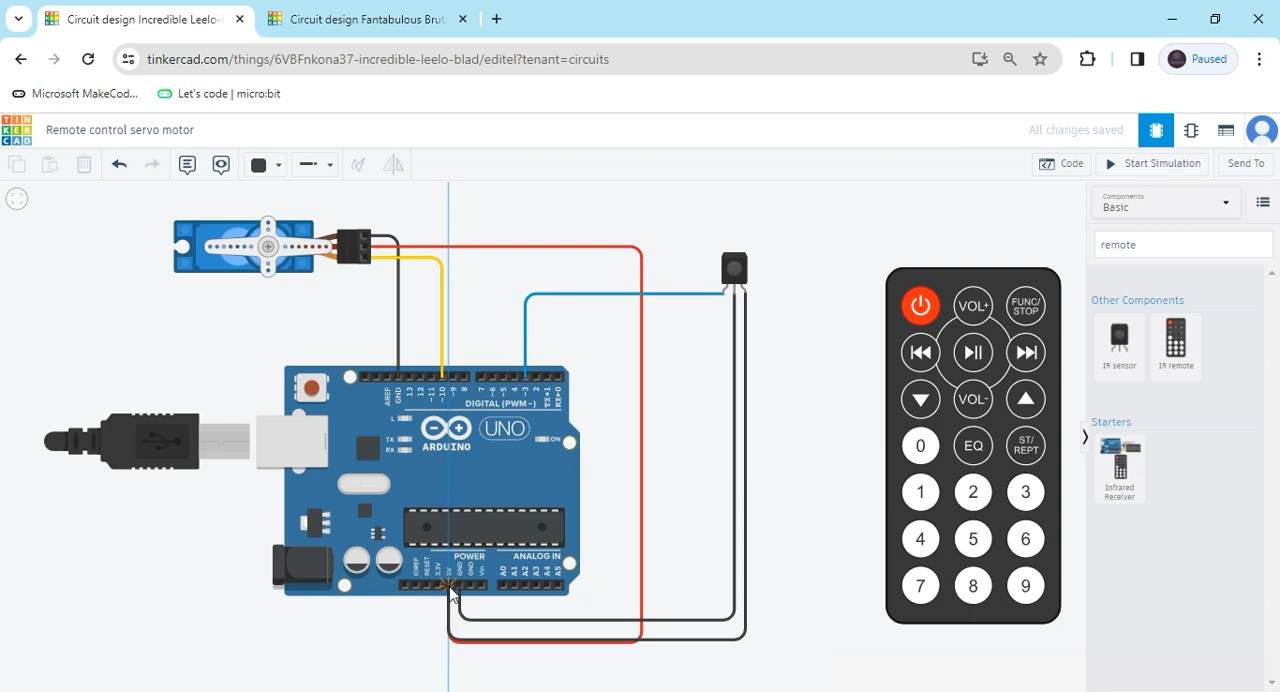 Circuit design Incredible Leelo-
Circuit design Fantabulous Brut
tinkercad.com/things/6VBFnkona37-incredible-leelo-blad/editel?tenant=circuits
Paused
Microsoft MakeCod...
Let's code | micro:bit
TIN
KER
CAD
Remote control servo motor
All changes saved
Code
Start Simulation
Send To
Components
Basic
remote
Other Components
IR sensor
IR remote
Starters
Infrared
Receiver
VOL+
FUNC/
STOP
VOL-
0
EQ
ST/
REPT
1
2
3
4
5
6
7
8
9
AREF
GND
13
12
11
~10
~9
8
7
~6
~5
4
~3
2
TX→1
RX←0
DIGITAL (PWM~)
L
TX
RX
UNO
ON
ARDUINO
POWER
ANALOG IN
IOREF
RESET
3.3V
5V
GND
GND
Vin
A0
A1
A2
A3
A4
A5